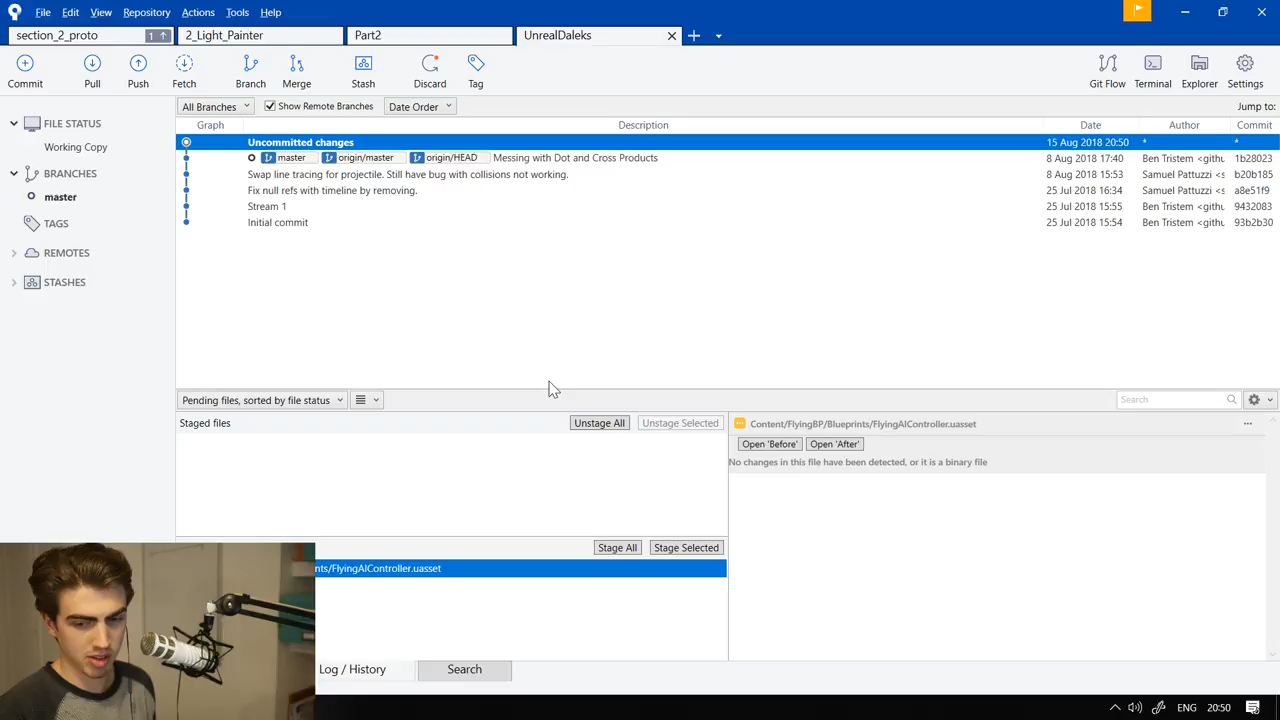 File Edit View Repository Actions Tools Help
section_2_proto 1 2_Light_Painter Part2 UnrealDaleks
Commit Pull Push Fetch Branch Merge Stash Discard Tag Git Flow Terminal Explorer Settings
All Branches Show Remote Branches Date Order Jump to:
Graph Description Date Author Commit
FILE STATUS
Working Copy
BRANCHES
master
TAGS
REMOTES
STASHES
Uncommitted changes 15 Aug 2018 20:50 * *
master origin/master origin/HEAD Messing with Dot and Cross Products 8 Aug 2018 17:40 Ben Tristem <githu 1b28023
Swap line tracing for projectile. Still have bug with collisions not working. 8 Aug 2018 15:53 Samuel Pattuzzi <s b20b185
Fix null refs with timeline by removing. 25 Jul 2018 16:34 Samuel Pattuzzi <s a8e51f9
Stream 1 25 Jul 2018 15:55 Ben Tristem <githu 9432083
Initial commit 25 Jul 2018 15:54 Ben Tristem <githu 93b2b30
Pending files, sorted by file status Search
Staged files Unstage All Unstage Selected
Content/FlyingBP/Blueprints/FlyingAIController.uasset
Open 'Before' Open 'After'
No changes in this file have been detected, or it is a binary file
Stage All Stage Selected
nts/FlyingAIController.uasset
Log / History Search
ENG 20:50